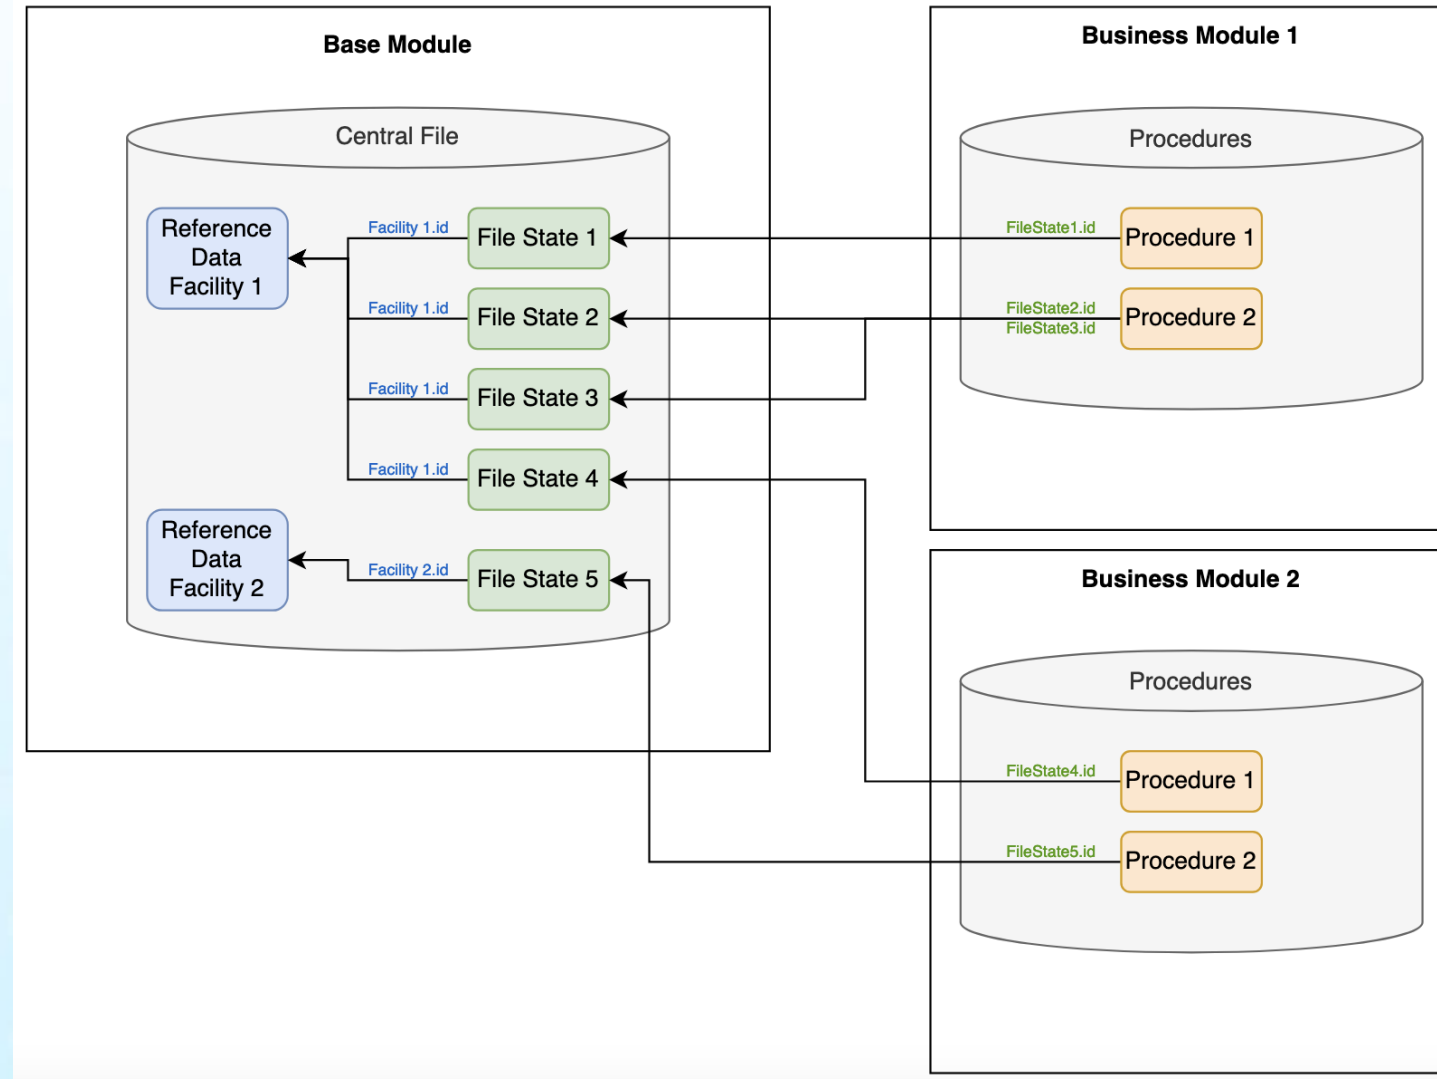 Base Module
Central File
Reference
Data
Facility 1
Facility 1.id
File State 1
Facility 1.id
File State 2
Facility 1.id
File State 3
Facility 1.id
File State 4
Reference
Data
Facility 2
Facility 2.id
File State 5
Business Module 1
Procedures
FileState1.id
Procedure 1
FileState2.id
FileState3.id
Procedure 2
Business Module 2
Procedures
FileState4.id
Procedure 1
FileState5.id
Procedure 2